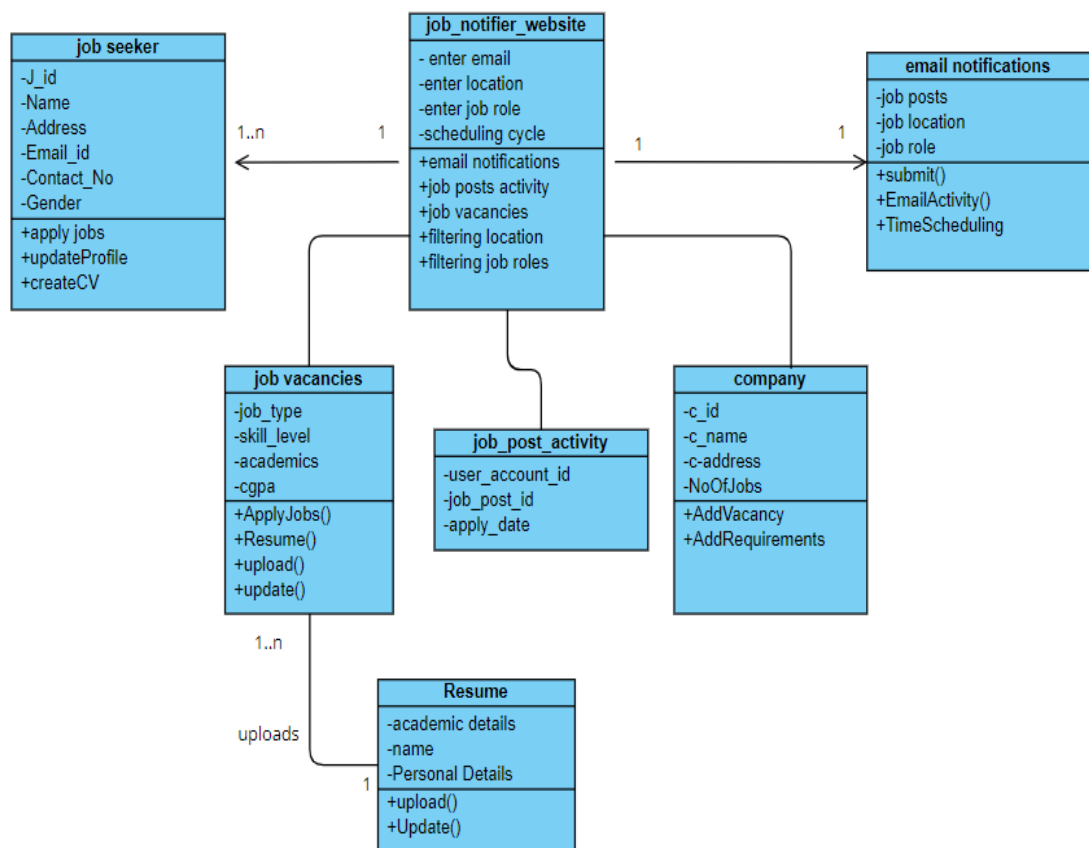 job seeker
-J_id
-Name
-Address
-Email_id
-Contact_No
-Gender
+apply jobs
+updateProfile
+createCV
1..n
1
job_notifier_website
- enter email
-enter location
-enter job role
-scheduling cycle
+email notifications
+job posts activity
+job vacancies
+filtering location
+filtering job roles
1
1
email notifications
-job posts
-job location
-job role
+submit()
+EmailActivity()
+TimeScheduling
job vacancies
-job_type
-skill_level
-academics
-cgpa
+ApplyJobs()
+Resume()
+upload()
+update()
job_post_activity
-user_account_id
-job_post_id
-apply_date
company
-c_id
-c_name
-c-address
-NoOfJobs
+AddVacancy
+AddRequirements
1..n
uploads
1
Resume
-academic details
-name
-Personal Details
+upload()
+Update()